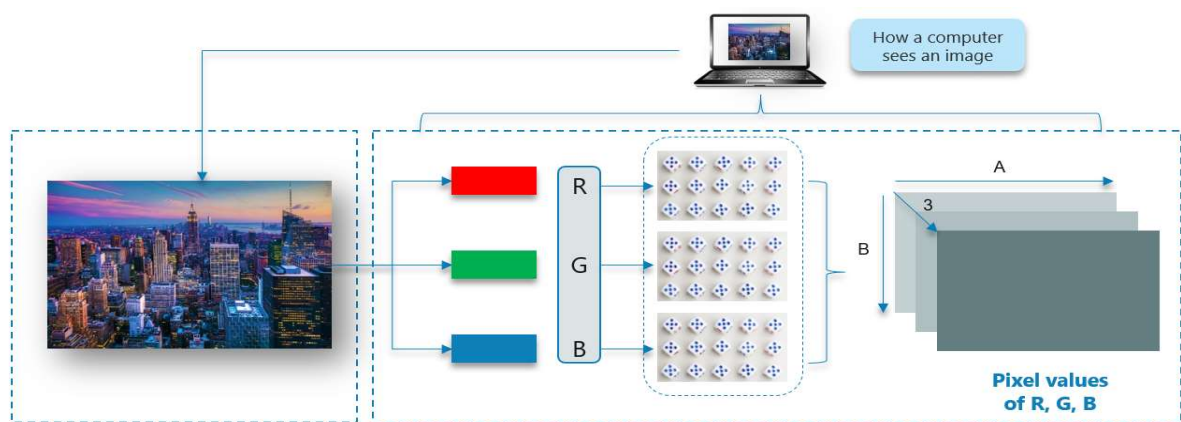 How a computer
sees an image
R
G
B
A
3
B
Pixel values
of R, G, B